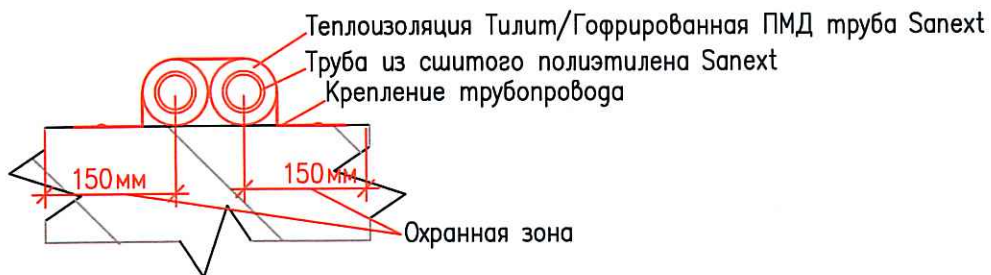 Теплоизоляция Тилит/Гофрированная ПМД труба Sanext
Труба из сшитого полиэтилена Sanext
Крепление трубопровода
150мм 150мм
Охранная зона